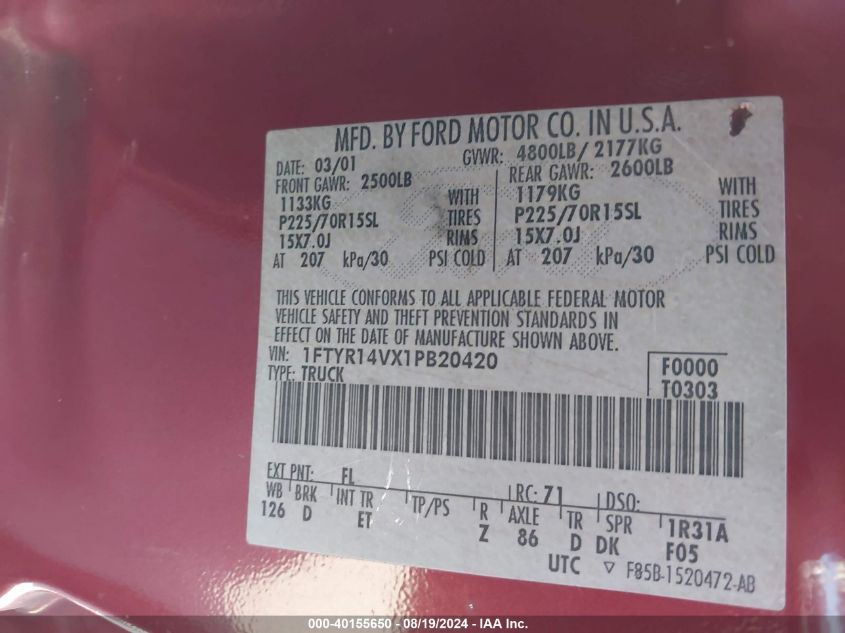 MFD. BY FORD MOTOR CO. IN U.S.A.
DATE: 03/01 GVWR: 4800LB/ 2177KG
FRONT GAWR: 2500LB REAR GAWR: 2600LB
1133KG WITH 1179KG WITH
P225/70R15SL TIRES P225/70R15SL TIRES
15X7.0J RIMS 15X7.0J RIMS
AT 207 kPa/30 PSI COLD AT 207 kPa/30 PSI COLD
THIS VEHICLE CONFORMS TO ALL APPLICABLE FEDERAL MOTOR
VEHICLE SAFETY AND THEFT PREVENTION STANDARDS IN
EFFECT ON THE DATE OF MANUFACTURE SHOWN ABOVE.
VIN: 1FTYR14VX1PB20420 F0000
TYPE: TRUCK T0303
EXT PNT: FL RC: 71 DSO:
WB BRK INT TR TP/PS R AXLE TR SPR 1R31A
126 D ET Z 86 D DK F05
UTC ▽ F85B-1520472-AB
000-40155650 / 08/19/2024 - IAA Inc.